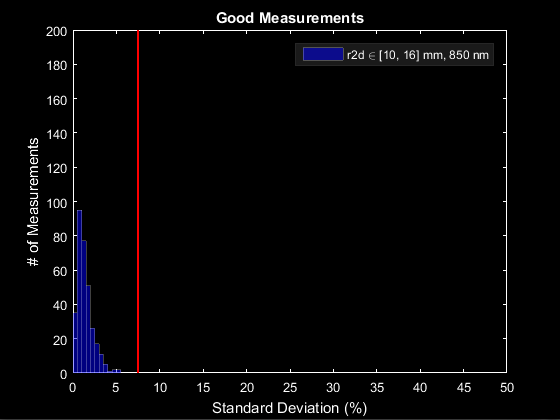 Good Measurements
r2d ∈ [10, 16] mm, 850 nm
# of Measurements
200
180
160
140
120
100
80
60
40
20
0
0 5 10 15 20 25 30 35 40 45 50
Standard Deviation (%)